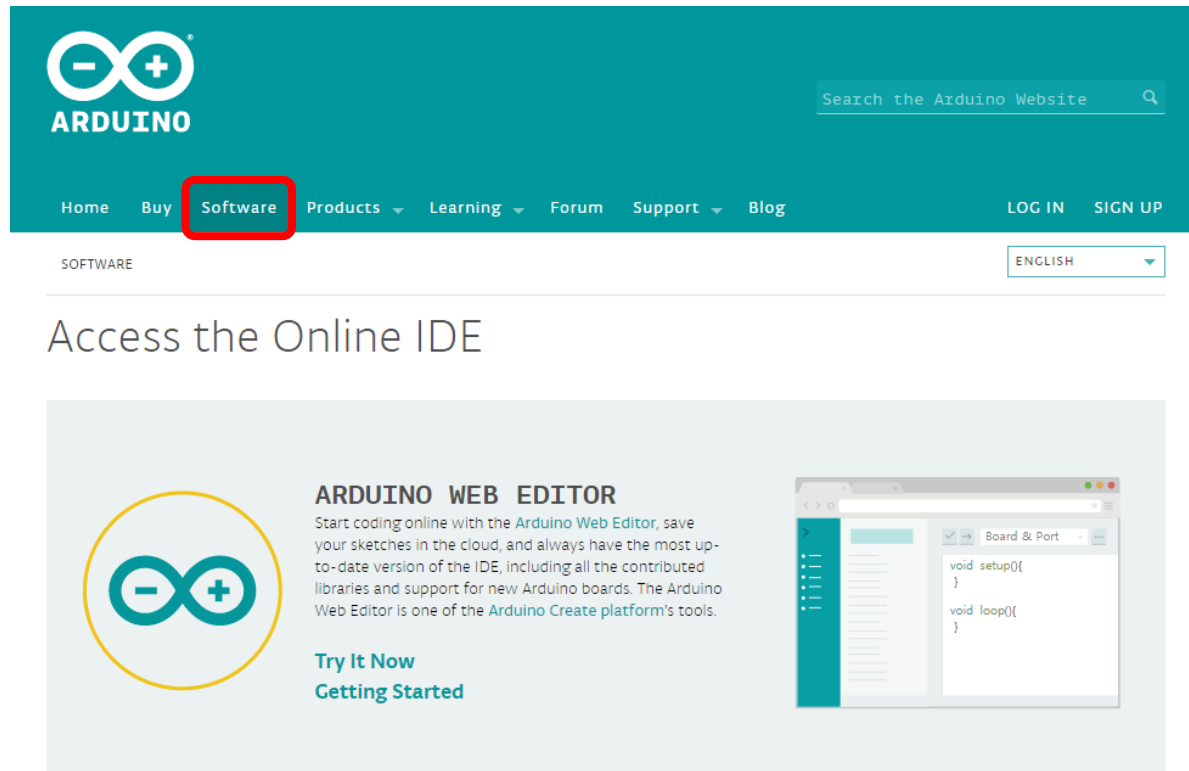 ARDUINO
Search the Arduino Website
Home Buy Software Products Learning Forum Support Blog LOG IN SIGN UP
SOFTWARE
ENGLISH
Access the Online IDE
ARDUINO WEB EDITOR
Start coding online with the Arduino Web Editor, save
your sketches in the cloud, and always have the most up-
to-date version of the IDE, including all the contributed
libraries and support for new Arduino boards. The Arduino
Web Editor is one of the Arduino Create platform's tools.
Try It Now
Getting Started
Board & Port
void setup(){
}
void loop(){
}